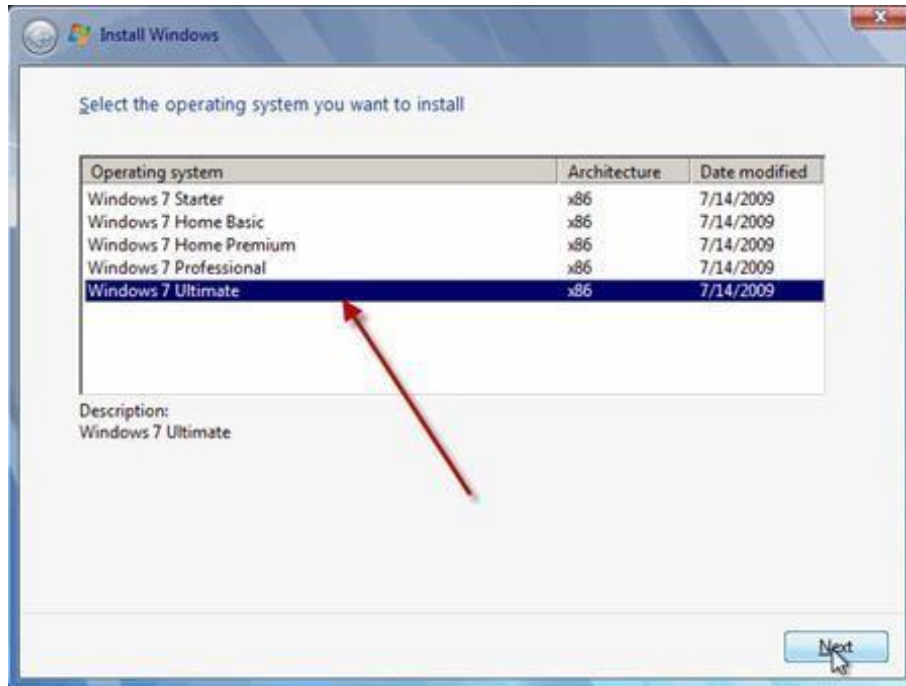 Install Windows
Select the operating system you want to install
Operating system Architecture Date modified
Windows 7 Starter x86 7/14/2009
Windows 7 Home Basic x86 7/14/2009
Windows 7 Home Premium x86 7/14/2009
Windows 7 Professional x86 7/14/2009
Windows 7 Ultimate x86 7/14/2009
Description:
Windows 7 Ultimate
Next